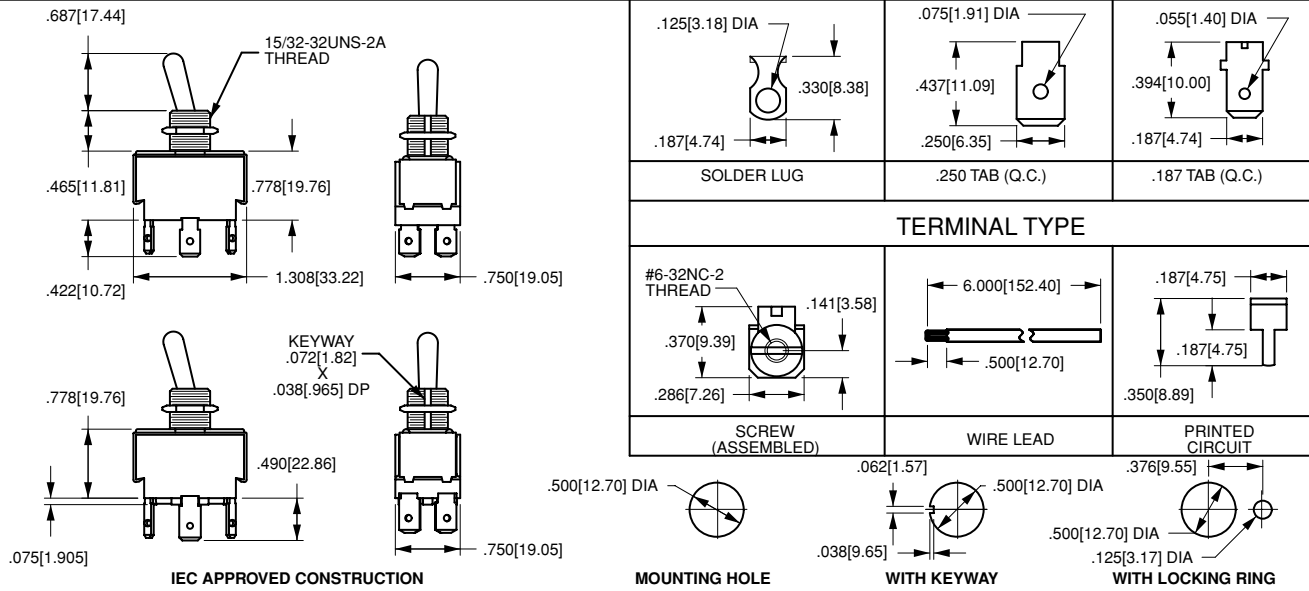 .687[17.44]
15/32-32UNS-2A
THREAD
.465[11.81]
.778[19.76]
.422[10.72]
1.308[33.22]
.750[19.05]
.778[19.76]
KEYWAY
.072[1.82]
X
.038[.965] DP
.490[22.86]
.075[1.905]
.750[19.05]
IEC APPROVED CONSTRUCTION
.125[3.18] DIA
.330[8.38]
.187[4.74]
SOLDER LUG
.075[1.91] DIA
.437[11.09]
.250[6.35]
.250 TAB (Q.C.)
.055[1.40] DIA
.394[10.00]
.187[4.74]
.187 TAB (Q.C.)
TERMINAL TYPE
#6-32NC-2
THREAD
.141[3.58]
.370[9.39]
.286[7.26]
SCREW
(ASSEMBLED)
6.000[152.40]
.500[12.70]
WIRE LEAD
.187[4.75]
.187[4.75]
.350[8.89]
PRINTED
CIRCUIT
.500[12.70] DIA
MOUNTING HOLE
.062[1.57]
.500[12.70] DIA
.038[9.65]
WITH KEYWAY
.376[9.55]
.500[12.70] DIA
.125[3.17] DIA
WITH LOCKING RING